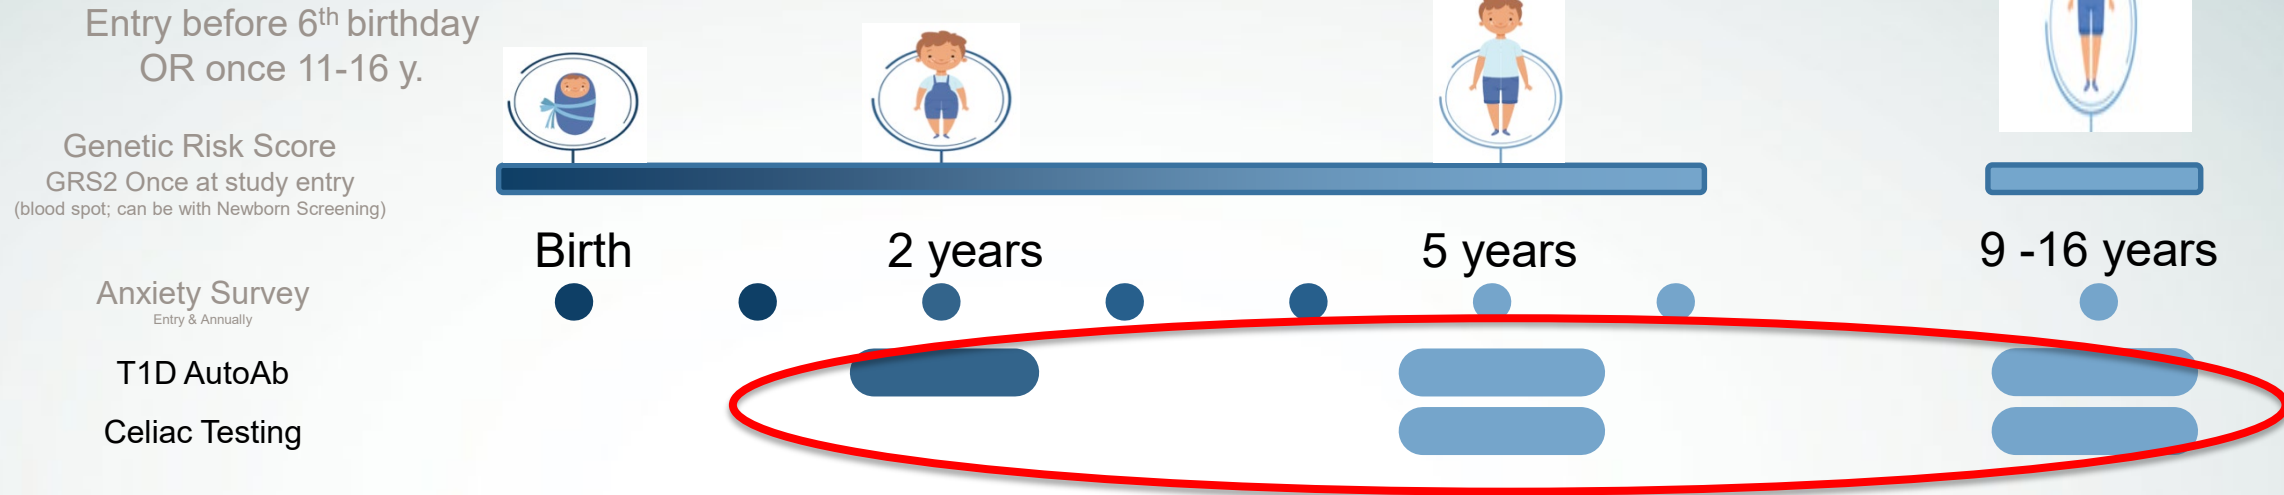 Entry before 6th birthday
OR once 11-16 y.
Genetic Risk Score
GRS2 Once at study entry
(blood spot; can be with Newborn Screening)
Birth
2 years
5 years
9 -16 years
Anxiety Survey
Entry & Annually
T1D AutoAb
Celiac Testing